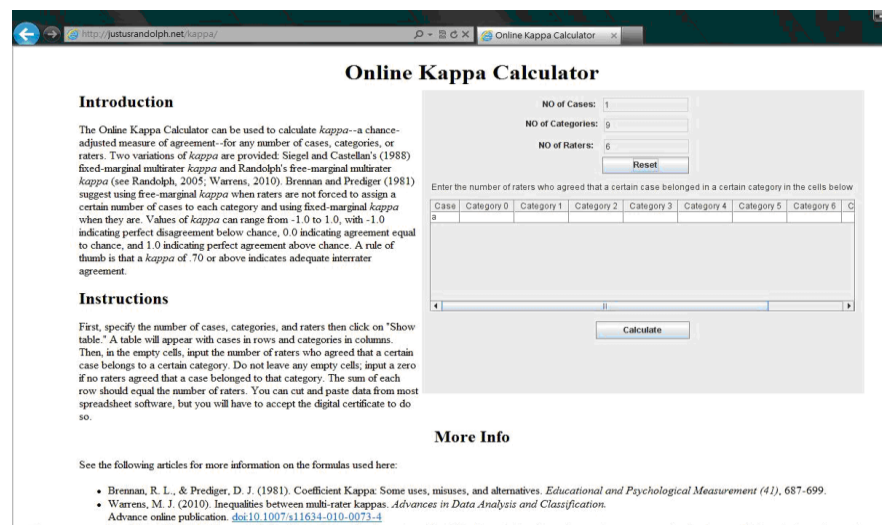 http://justusrandolph.net/kappa/
Online Kappa Calculator
Online Kappa Calculator
Introduction
The Online Kappa Calculator can be used to calculate kappa--a chance-
adjusted measure of agreement--for any number of cases, categories, or
raters. Two variations of kappa are provided: Siegel and Castellan's (1988)
fixed-marginal multirater kappa and Randolph's free-marginal multirater
kappa (see Randolph, 2005; Warrens, 2010). Brennan and Prediger (1981)
suggest using free-marginal kappa when raters are not forced to assign a
certain number of cases to each category and using fixed-marginal kappa
when they are. Values of kappa can range from -1.0 to 1.0, with -1.0
indicating perfect disagreement below chance, 0.0 indicating agreement equal
to chance, and 1.0 indicating perfect agreement above chance. A rule of
thumb is that a kappa of .70 or above indicates adequate interrater
agreement.
Instructions
First, specify the number of cases, categories, and raters then click on "Show
table." A table will appear with cases in rows and categories in columns.
Then, in the empty cells, input the number of raters who agreed that a certain
case belongs to a certain category. Do not leave any empty cells; input a zero
if no raters agreed that a case belonged to that category. The sum of each
row should equal the number of raters. You can cut and paste data from most
spreadsheet software, but you will have to accept the digital certificate to do
so.
NO of Cases: 1
NO of Categories: 9
NO of Raters: 6
Reset
Enter the number of raters who agreed that a certain case belonged in a certain category in the cells below
Case Category 0 Category 1 Category 2 Category 3 Category 4 Category 5 Category 6 C
a
Calculate
More Info
See the following articles for more information on the formulas used here:
• Brennan, R. L., & Prediger, D. J. (1981). Coefficient Kappa: Some uses, misuses, and alternatives. Educational and Psychological Measurement (41), 687-699.
• Warrens, M. J. (2010). Inequalities between multi-rater kappas. Advances in Data Analysis and Classification.
Advance online publication. doi:10.1007/s11634-010-0073-4